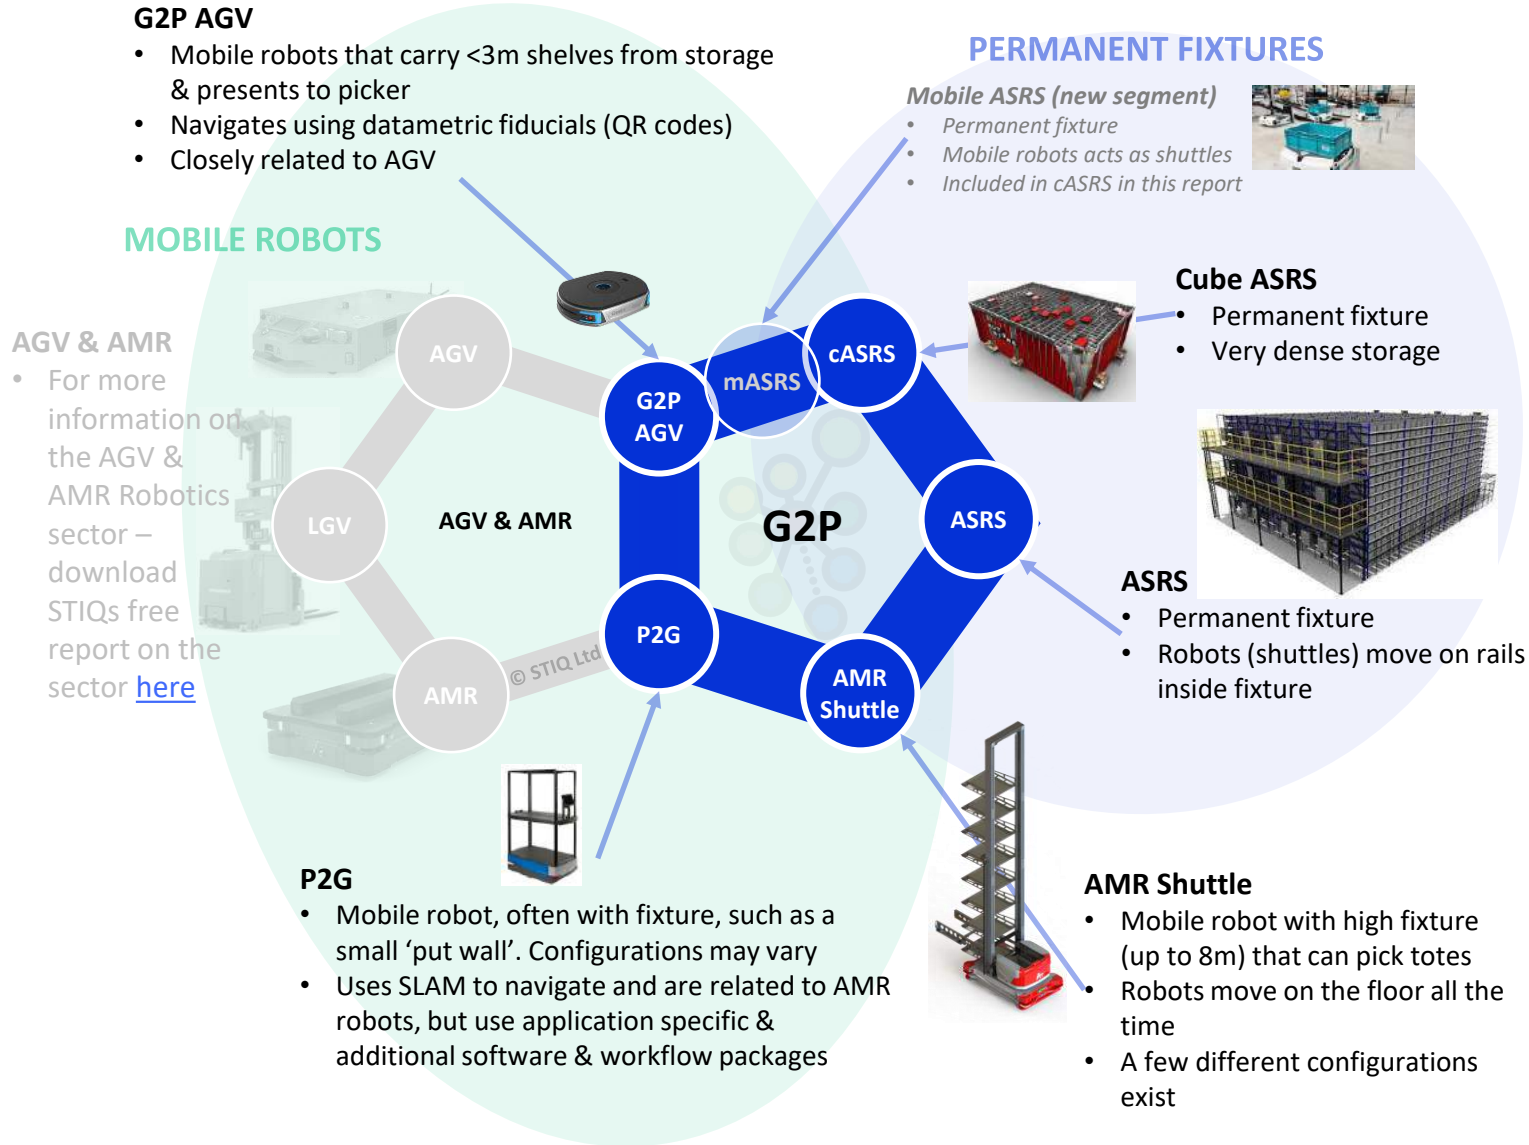 G2P AGV
• Mobile robots that carry <3m shelves from storage
& presents to picker
• Navigates using datametric fiducials (QR codes)
• Closely related to AGV
PERMANENT FIXTURES
Mobile ASRS (new segment)
• Permanent fixture
• Mobile robots acts as shuttles
• Included in cASRS in this report
MOBILE ROBOTS
Cube ASRS
• Permanent fixture
• Very dense storage
AGV & AMR
• For more
information on
the AGV &
AMR Robotics
sector –
download
STIQs free
report on the
sector here
AGV
G2P
AGV
mASRS
cASRS
LGV
AGV & AMR
G2P
ASRS
P2G
AMR
© STIQ Ltd
AMR
Shuttle
ASRS
• Permanent fixture
• Robots (shuttles) move on rails
inside fixture
P2G
• Mobile robot, often with fixture, such as a
small ‘put wall’. Configurations may vary
• Uses SLAM to navigate and are related to AMR
robots, but use application specific &
additional software & workflow packages
AMR Shuttle
• Mobile robot with high fixture
(up to 8m) that can pick totes
• Robots move on the floor all the
time
• A few different configurations
exist